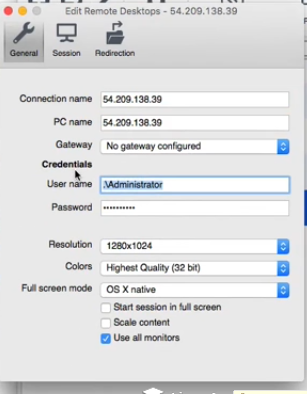 Edit Remote Desktops - 54.209.138.39
General Session Redirection
Connection name 54.209.138.39
PC name 54.209.138.39
Gateway No gateway configured
Credentials
User name .\Administrator
Password ••••••••••
Resolution 1280x1024
Colors Highest Quality (32 bit)
Full screen mode OS X native
Start session in full screen
Scale content
Use all monitors